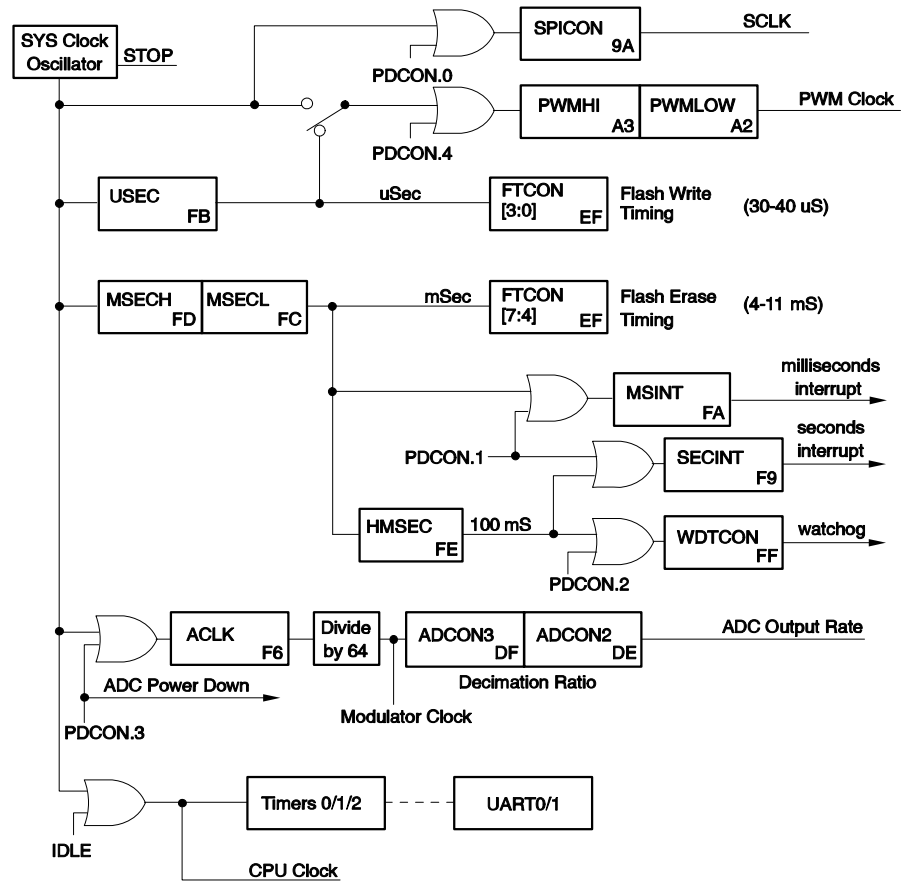 SYS Clock
Oscillator
STOP
PDCON.0
SPICON
9A
SCLK
PDCON.4
PWMHI
A3
PWMLOW
A2
PWM Clock
USEC
FB
uSec
FTCON
[3:0]
EF
Flash Write
Timing
(30-40 uS)
MSECH
FD
MSECL
FC
mSec
FTCON
[7:4]
EF
Flash Erase
Timing
(4-11 mS)
MSINT
FA
milliseconds
interrupt
PDCON.1
SECINT
F9
seconds
interrupt
HMSEC
FE
100 mS
PDCON.2
WDTCON
FF
watchog
ACLK
F6
Divide
by 64
ADCON3
DF
ADCON2
DE
ADC Output Rate
Decimation Ratio
ADC Power Down
Modulator Clock
PDCON.3
Timers 0/1/2
UART0/1
IDLE
CPU Clock